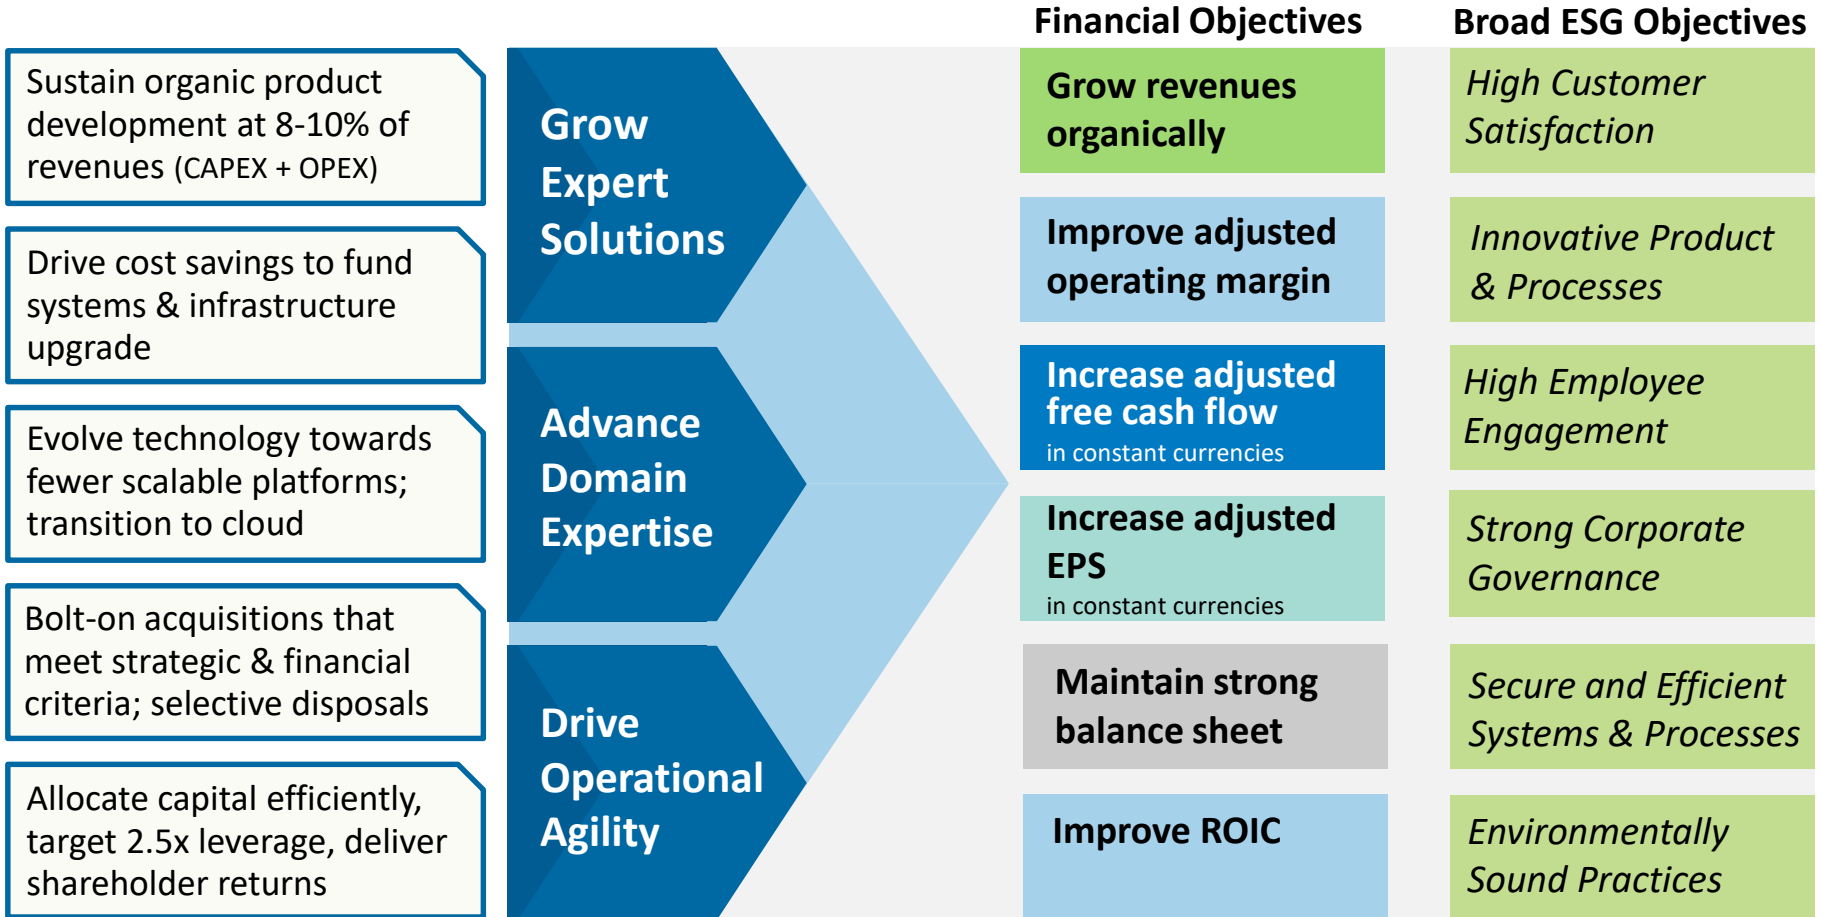 Financial Objectives
Broad ESG Objectives
Sustain organic product
development at 8-10% of
revenues (CAPEX + OPEX)
Drive cost savings to fund
systems & infrastructure
upgrade
Evolve technology towards
fewer scalable platforms;
transition to cloud
Bolt-on acquisitions that
meet strategic & financial
criteria; selective disposals
Allocate capital efficiently,
target 2.5x leverage, deliver
shareholder returns
Grow
Expert
Solutions
Advance
Domain
Expertise
Drive
Operational
Agility
Grow revenues
organically
Improve adjusted
operating margin
Increase adjusted
free cash flow
in constant currencies
Increase adjusted
EPS
in constant currencies
Maintain strong
balance sheet
Improve ROIC
High Customer
Satisfaction
Innovative Product
& Processes
High Employee
Engagement
Strong Corporate
Governance
Secure and Efficient
Systems & Processes
Environmentally
Sound Practices